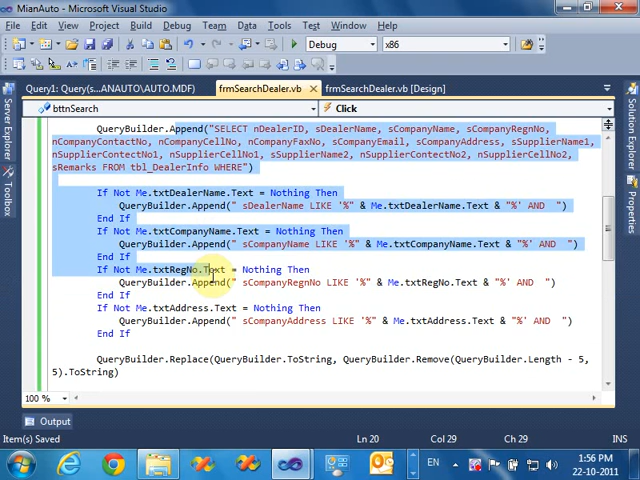 MianAuto - Microsoft Visual Studio
File Edit View Project Build Debug Team Data Tools Test Window Help
Debug x86
Query1: Query(s...ANAUTO\AUTO.MDF) frmSearchDealer.vb frmSearchDealer.vb [Design]
bttnSearch Click
Server Explorer
Toolbox
Solution Explorer
Properties
QueryBuilder.Append("SELECT nDealerID, sDealerName, sCompanyName, sCompanyRegnNo,
nCompanyContactNo, nCompanyCellNo, nCompanyFaxNo, sCompanyEmail, sCompanyAddress, sSupplierName1,
nSupplierContectNo1, nSupplierCellNo1, sSupplierName2, nSupplierContectNo2, nSupplierCellNo2,
sRemarks FROM tbl_DealerInfo WHERE")
If Not Me.txtDealerName.Text = Nothing Then
QueryBuilder.Append(" sDealerName LIKE '%" & Me.txtDealerName.Text & "%' AND  ")
End If
If Not Me.txtCompanyName.Text = Nothing Then
QueryBuilder.Append(" sCompanyName LIKE '%" & Me.txtCompanyName.Text & "%' AND  ")
End If
If Not Me.txtRegNo.Text = Nothing Then
QueryBuilder.Append(" sCompanyRegnNo LIKE '%" & Me.txtRegNo.Text & "%' AND  ")
End If
If Not Me.txtAddress.Text = Nothing Then
QueryBuilder.Append(" sCompanyAddress LIKE '%" & Me.txtAddress.Text & "%' AND  ")
End If
QueryBuilder.Replace(QueryBuilder.ToString, QueryBuilder.Remove(QueryBuilder.Length - 5,
5).ToString)
100 %
Output
Item(s) Saved Ln 20 Col 29 Ch 29
EN 1:56 PM
22-10-2011